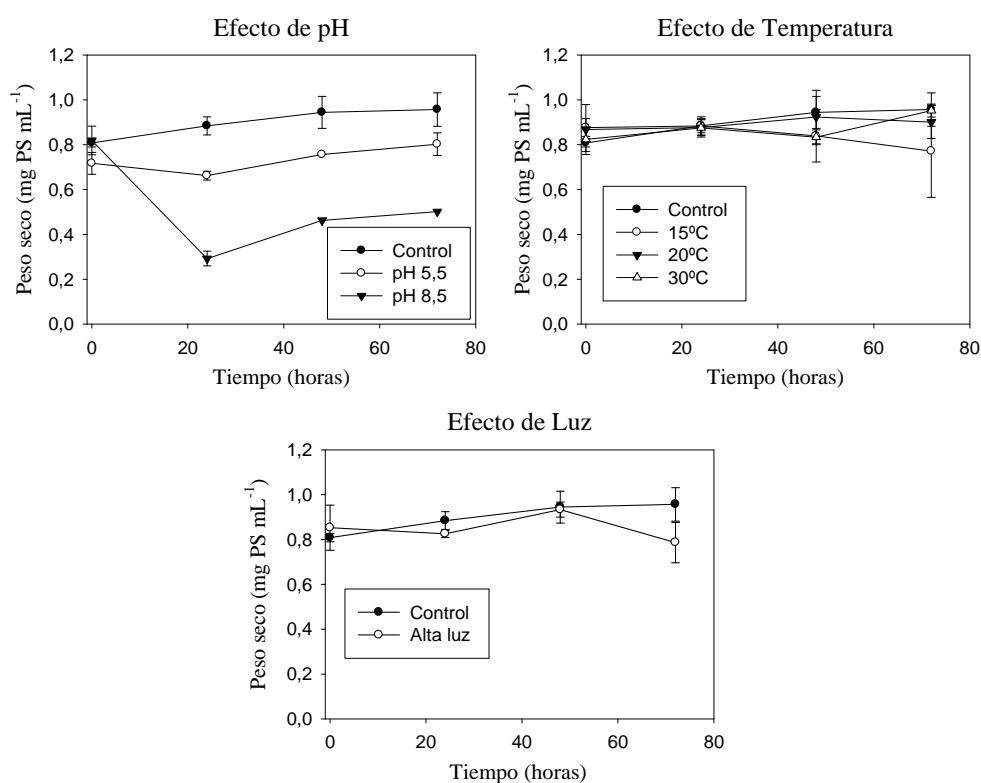 Efecto de pH
1,2
1,0
0,8
0,6
0,4
0,2
0,0
Peso seco (mg PS mL-1)
Control
pH 5,5
pH 8,5
0 20 40 60 80
Tiempo (horas)
Efecto de Temperatura
1,2
1,0
0,8
0,6
0,4
0,2
0,0
Peso seco (mg PS mL-1)
Control
15ºC
20ºC
30ºC
0 20 40 60 80
Tiempo (horas)
Efecto de Luz
1,2
1,0
0,8
0,6
0,4
0,2
0,0
Peso seco (mg PS mL-1)
Control
Alta luz
0 20 40 60 80
Tiempo (horas)